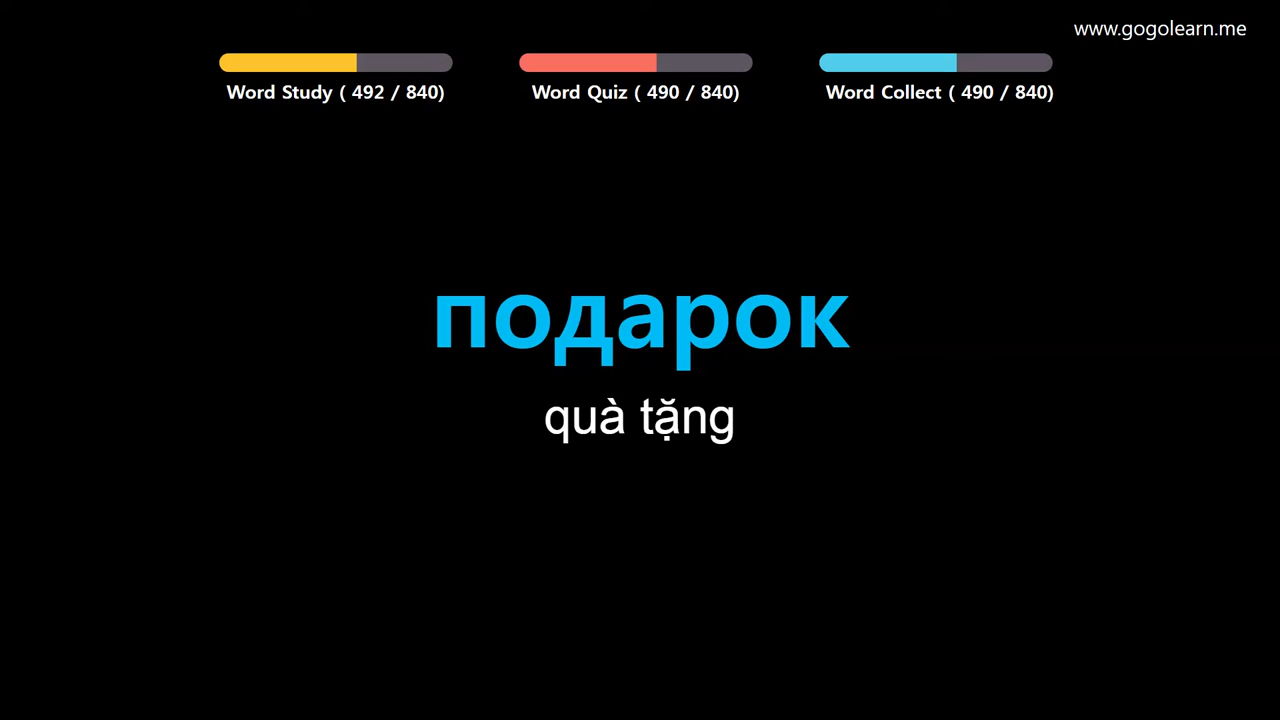 www.gogolearn.me
Word Study ( 492 / 840) Word Quiz ( 490 / 840) Word Collect ( 490 / 840)
подарок
quà tặng